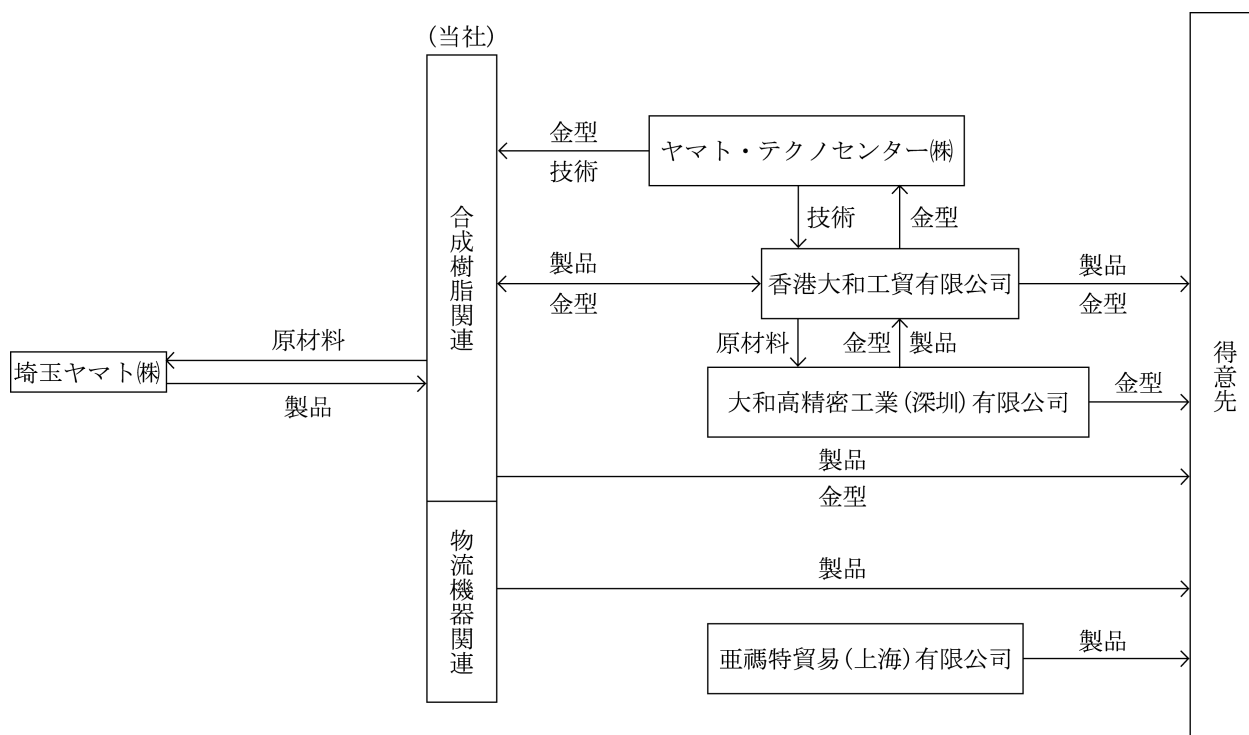 (当社)
金型
ヤマト・テクノセンター㈱
技術
技術
金型
合成樹脂関連
製品
金型
香港大和工貿有限公司
製品
金型
原材料
原材料
金型
製品
埼玉ヤマト㈱
製品
大和高精密工業(深圳)有限公司
金型
得意先
製品
金型
物流機器関連
製品
亜禡特貿易(上海)有限公司
製品